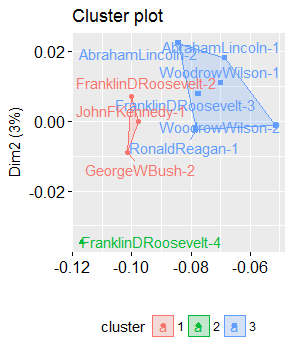 Cluster plot
Dim2 (3%)
0.02
0.00
-0.02
AbrahamLincoln-1
AbrahamLincoln-2
WoodrowWilson-1
FranklinDRoosevelt-2
FranklinDRoosevelt-3
JohnFKennedy-1
WoodrowWilson-2
RonaldReagan-1
GeorgeWBush-2
FranklinDRoosevelt-4
-0.12 -0.10 -0.08 -0.06
cluster a 1 a 2 a 3